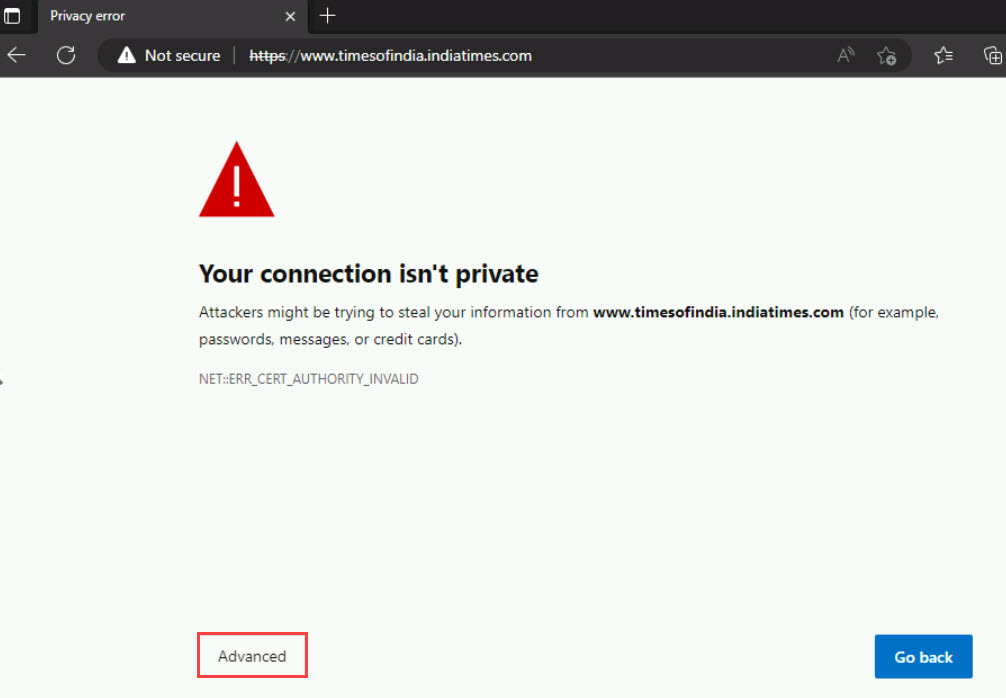 Privacy error
Not secure https://www.timesofindia.indiatimes.com
Your connection isn't private
Attackers might be trying to steal your information from www.timesofindia.indiatimes.com (for example,
passwords, messages, or credit cards).
NET::ERR_CERT_AUTHORITY_INVALID
Advanced
Go back